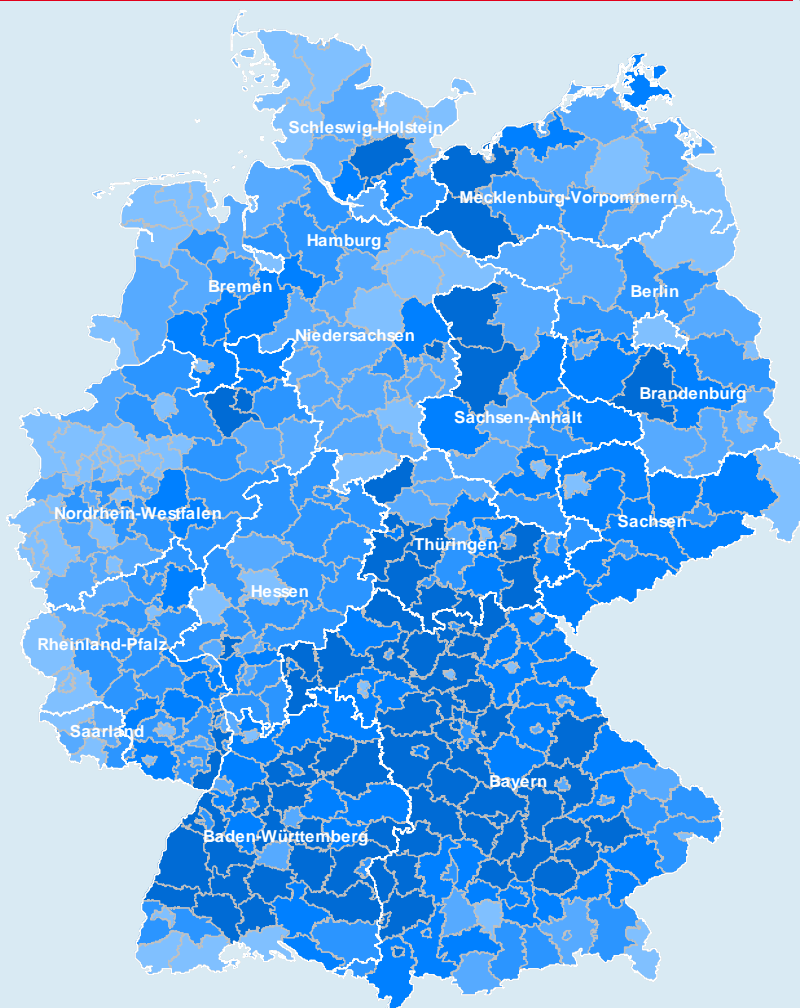 Schleswig-Holstein
Mecklenburg-Vorpommern
Hamburg
Bremen
Berlin
Niedersachsen
Brandenburg
Sachsen-Anhalt
Nordrhein-Westfalen
Sachsen
Thüringen
Hessen
Rheinland-Pfalz
Saarland
Bayern
Baden-Württemberg